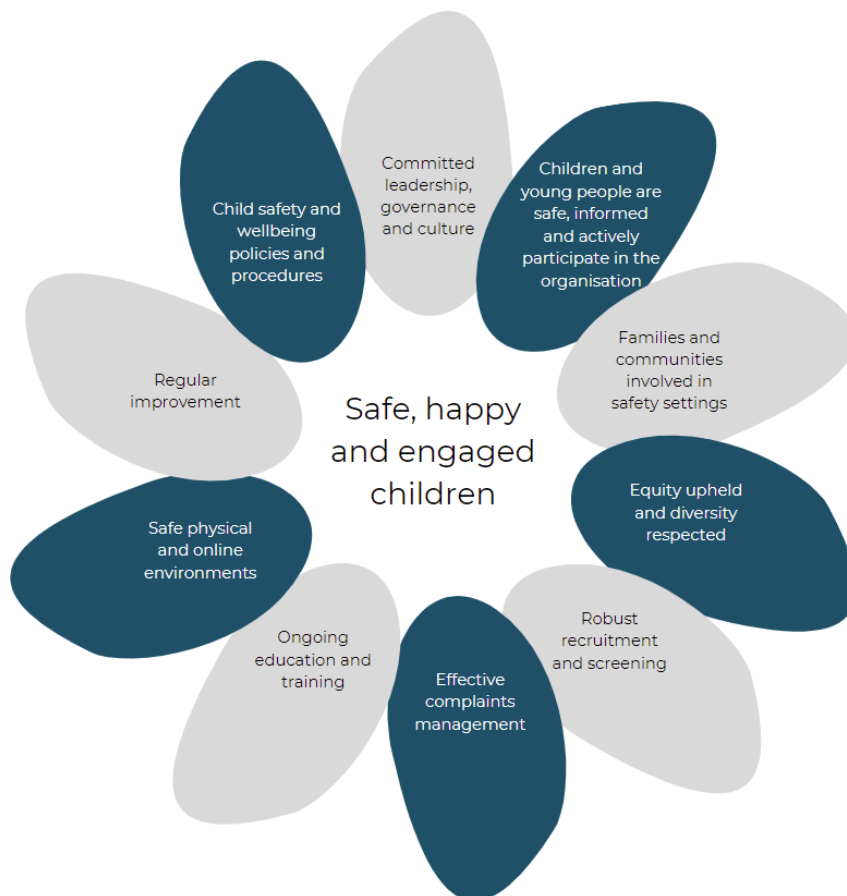 Committed
leadership,
governance
and culture
Children and
young people are
safe, informed
and actively
participate in the
organisation
Families and
communities
involved in
safety settings
Equity upheld
and diversity
respected
Robust
recruitment
and screening
Effective
complaints
management
Ongoing
education and
training
Safe physical
and online
environments
Regular
improvement
Child safety and
wellbeing
policies and
procedures
Safe, happy
and engaged
children